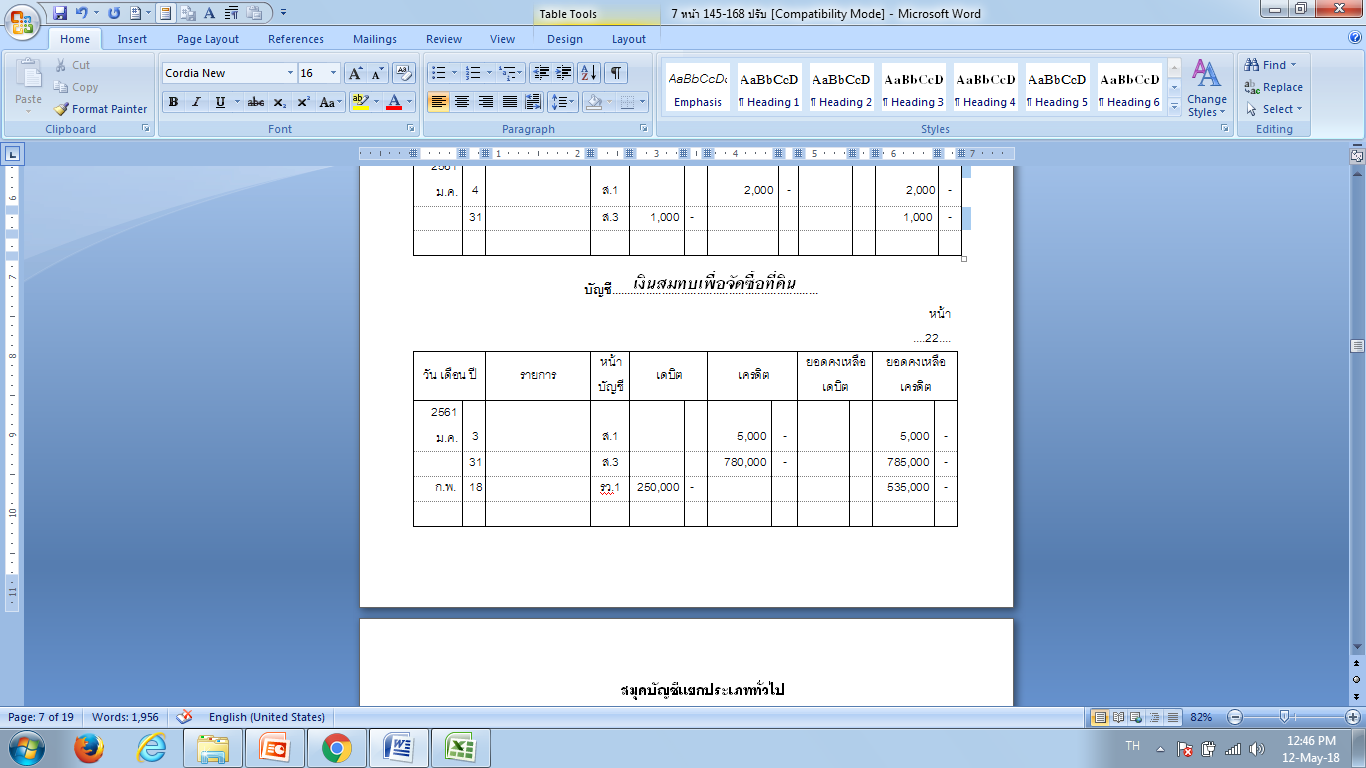 Table Tools
7 หน้า 145-168 ปรับ [Compatibility Mode] - Microsoft Word
Home Insert Page Layout References Mailings Review View Design Layout
Paste
Cut
Copy
Format Painter
Clipboard
Cordia New 16
Font
Paragraph
AaBbCcDc AaBbCcD AaBbCcD AaBbCcD AaBbCcD AaBbCcD AaBbCcD
Emphasis ¶ Heading 1 ¶ Heading 2 ¶ Heading 3 ¶ Heading 4 ¶ Heading 5 ¶ Heading 6
Change Styles
Styles
Find
Replace
Select
Editing
1 2 3 4 5 6 7
2561
ม.ค. 4 ส.1 2,000 - 2,000 -
31 ส.3 1,000 - 1,000 -
บัญชี.....เงินสมทบเพื่อจัดซื้อที่ดิน.....
หน้า
....22....
วัน เดือน ปี รายการ หน้าบัญชี เดบิต เครดิต ยอดคงเหลือเดบิต ยอดคงเหลือเครดิต
2561
ม.ค. 3 ส.1 5,000 - 5,000 -
31 ส.3 780,000 - 785,000 -
ก.พ. 18 รว.1 250,000 - 535,000 -
สมุดบัญชีแยกประเภททั่วไป
Page: 7 of 19 Words: 1,956 English (United States) 82%
TH 12:46 PM
12-May-18